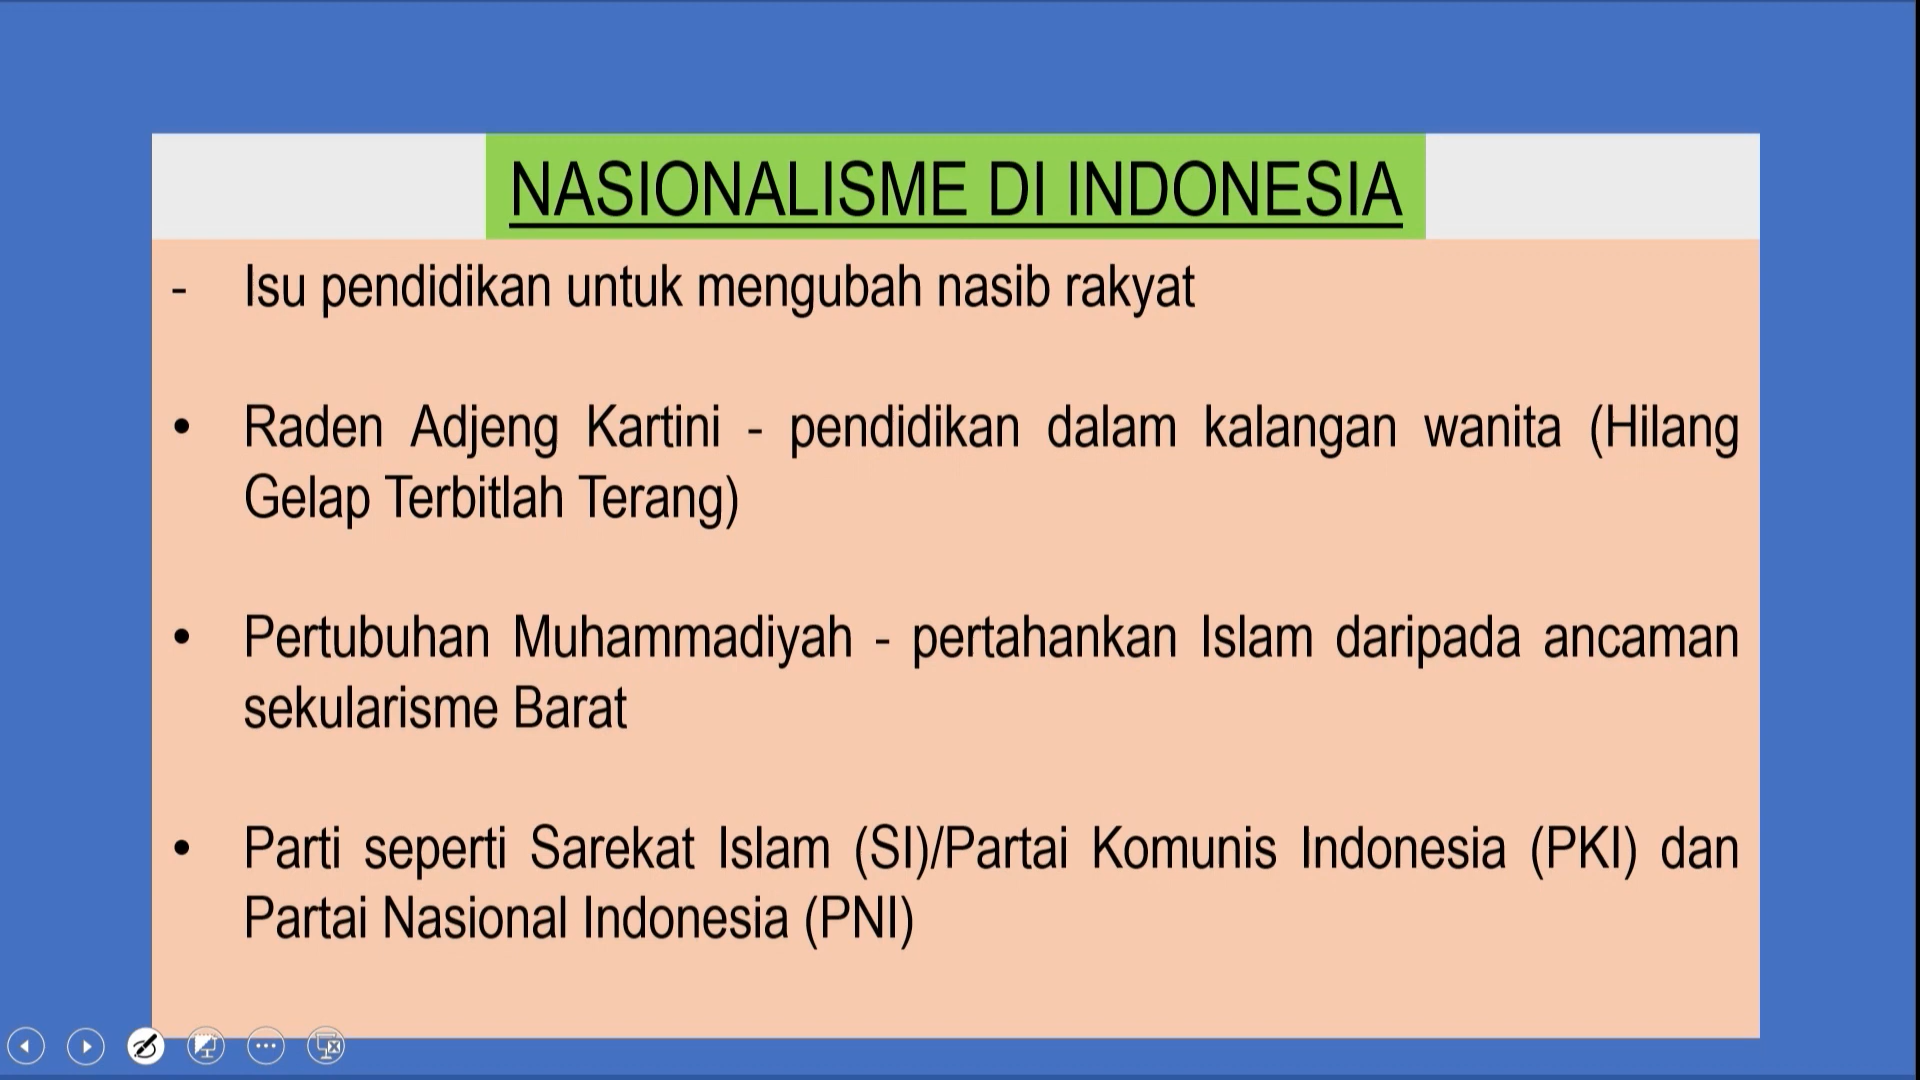 NASIONALISME DI INDONESIA
- Isu pendidikan untuk mengubah nasib rakyat
• Raden Adjeng Kartini - pendidikan dalam kalangan wanita (Hilang
Gelap Terbitlah Terang)
• Pertubuhan Muhammadiyah - pertahankan Islam daripada ancaman
sekularisme Barat
• Parti seperti Sarekat Islam (SI)/Partai Komunis Indonesia (PKI) dan
Partai Nasional Indonesia (PNI)